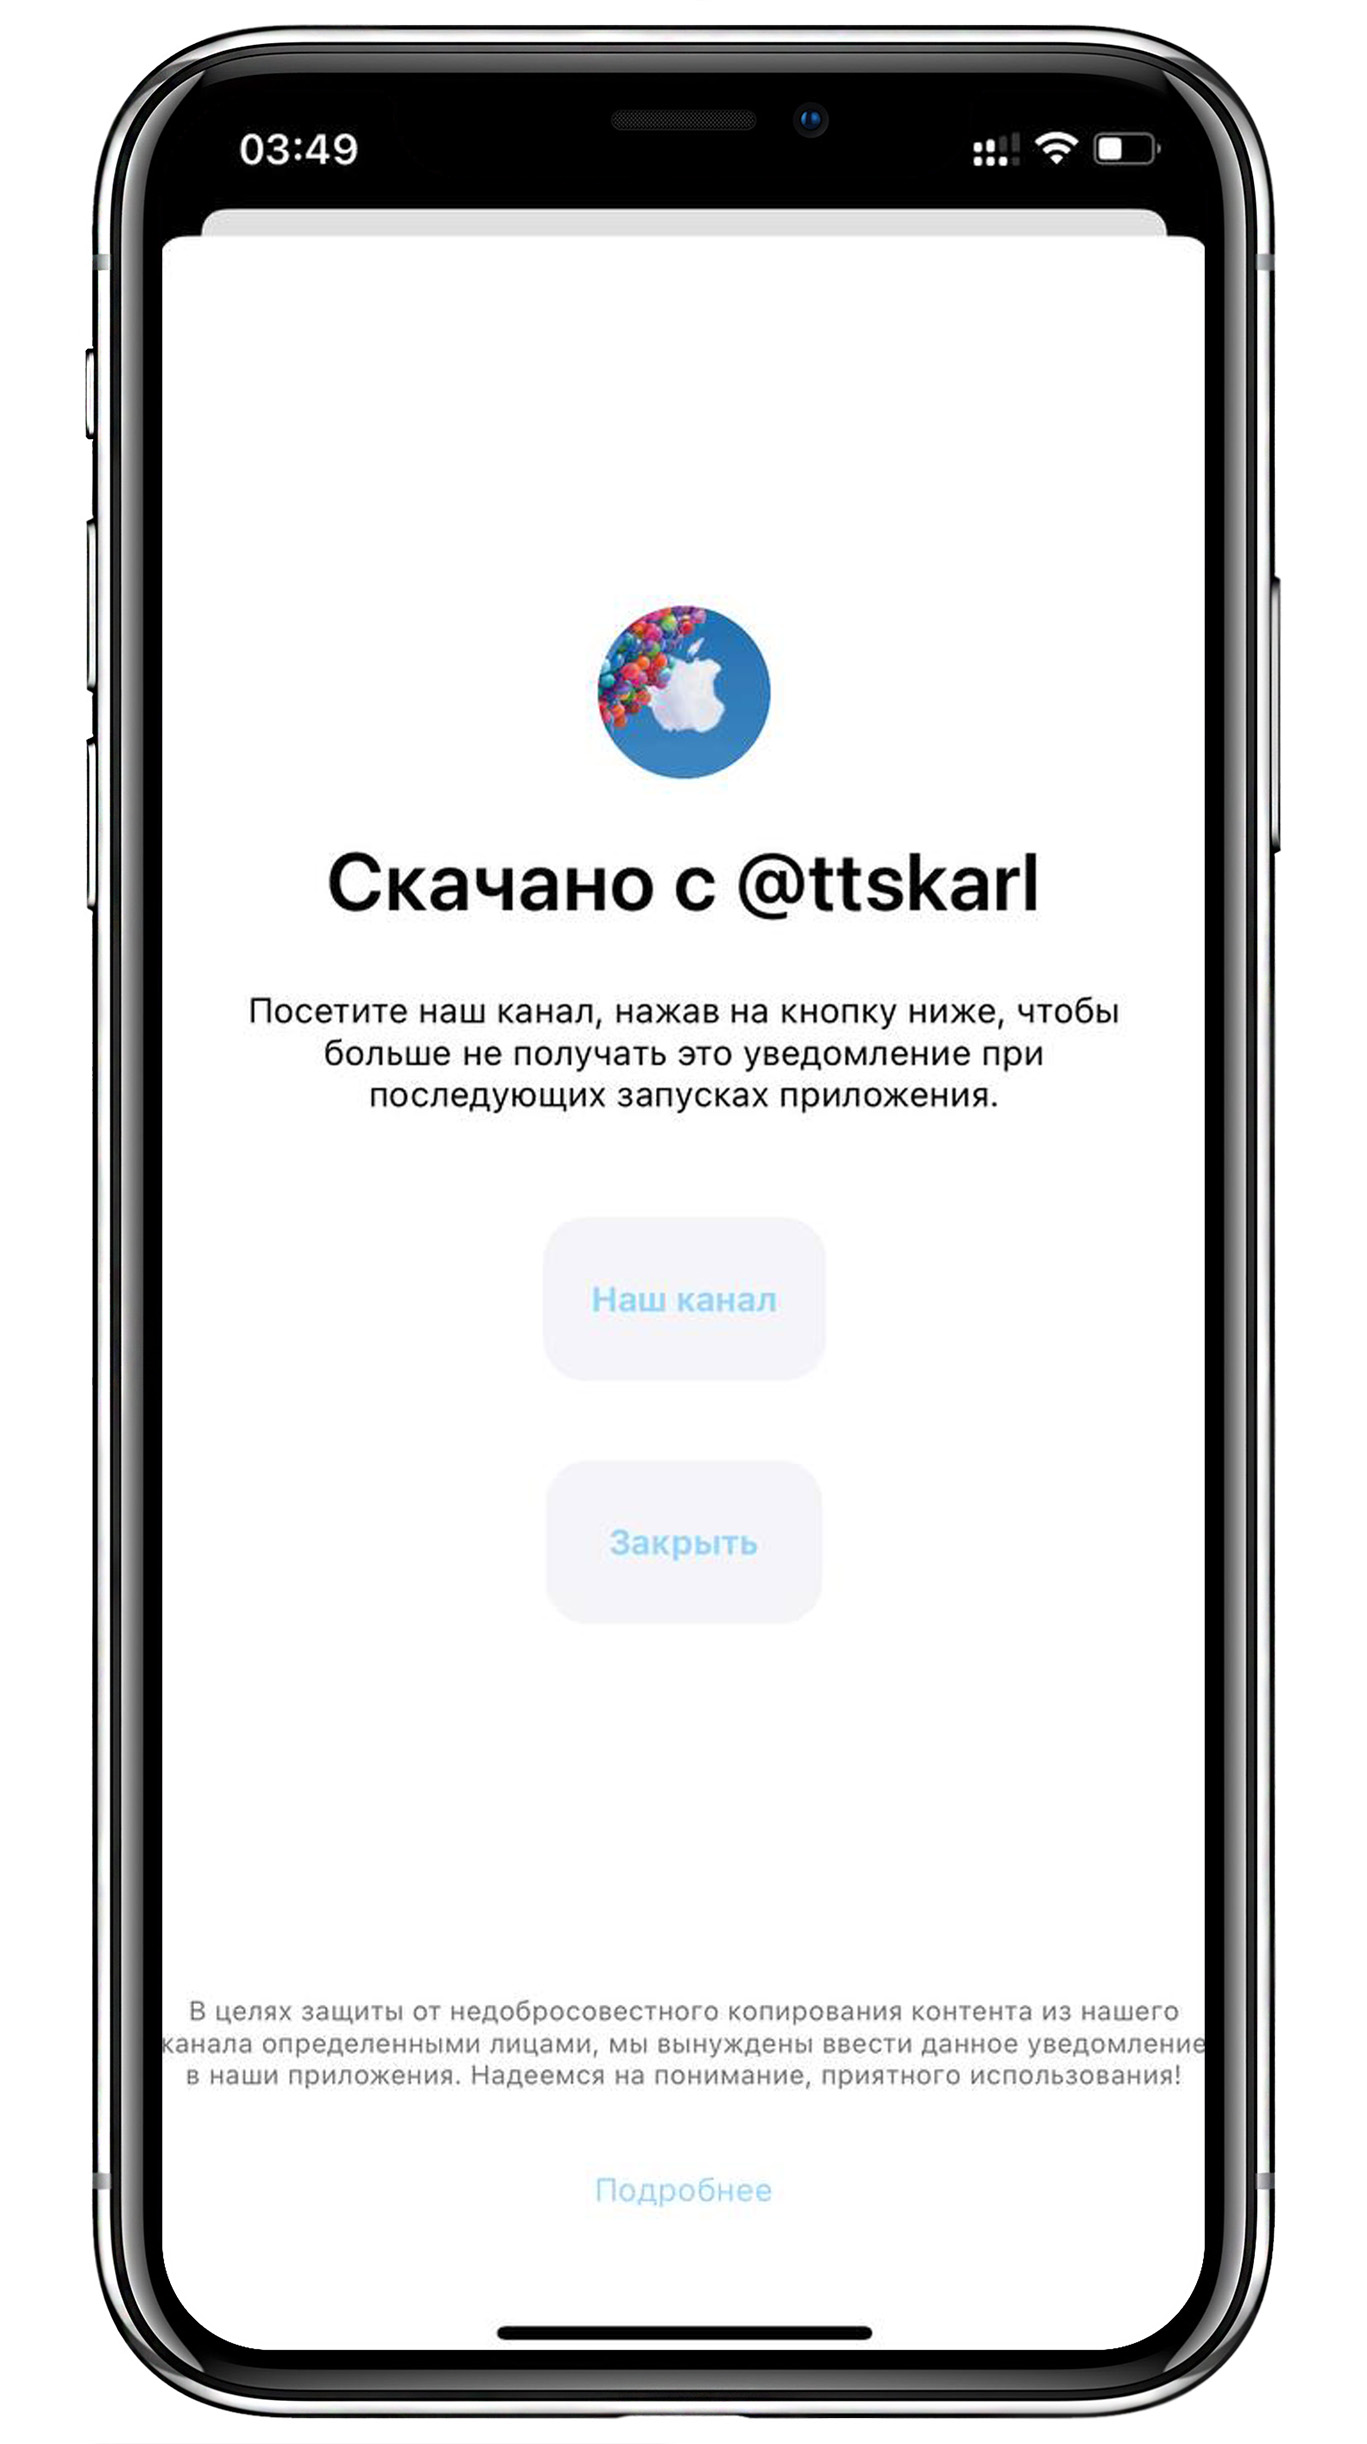 03:49
Скачано с @ttskarl
Посетите наш канал, нажав на кнопку ниже, чтобы
больше не получать это уведомление при
последующих запусках приложения.
Наш канал
Закрыть
В целях защиты от недобросовестного копирования контента из нашего
канала определенными лицами, мы вынуждены ввести данное уведомление
в наши приложения. Надеемся на понимание, приятного использования!
Подробнее